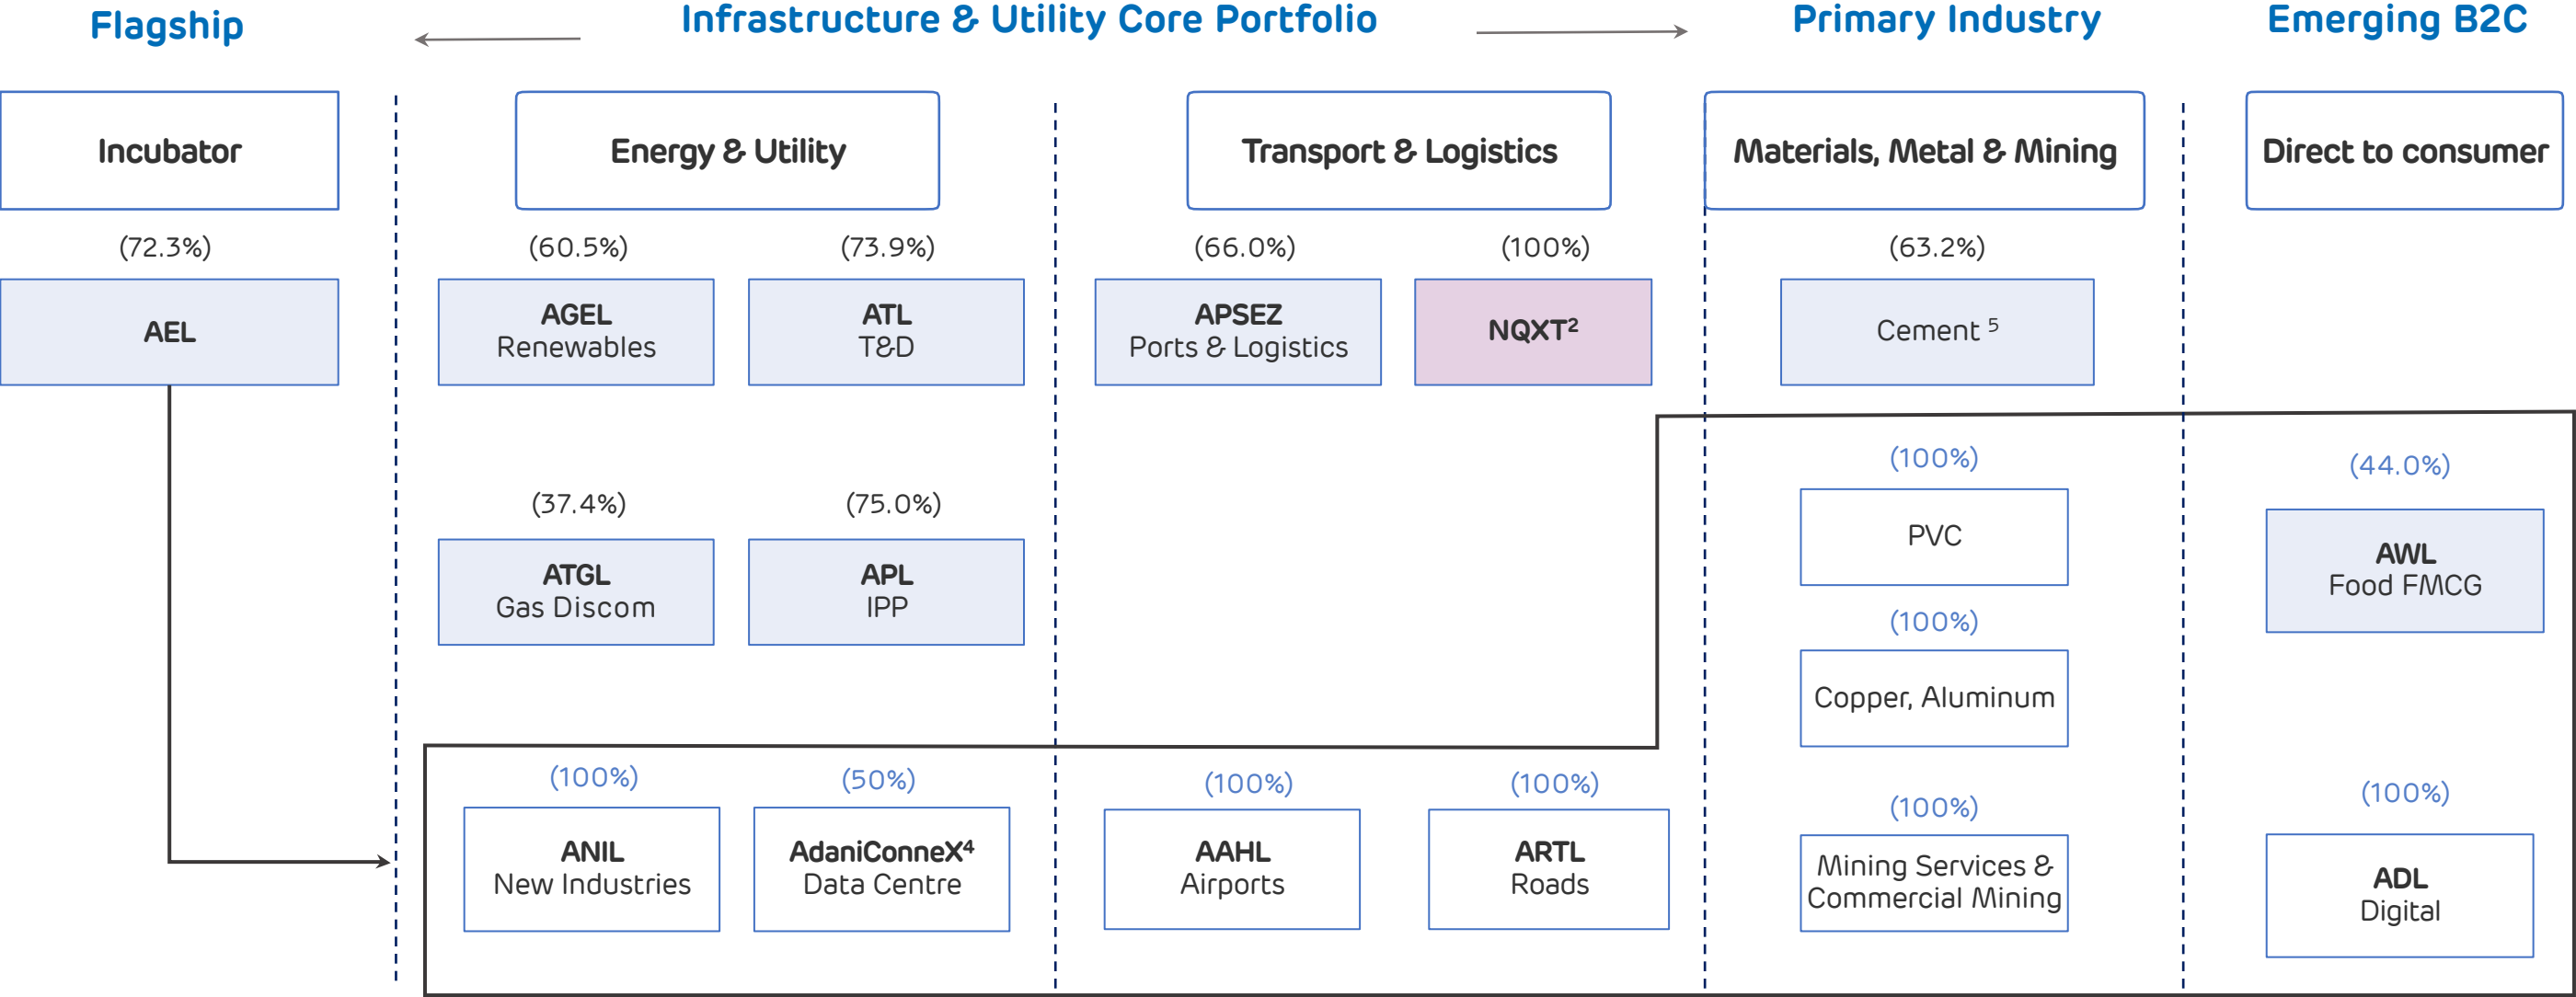 Flagship
Infrastructure & Utility Core Portfolio
Primary Industry
Emerging B2C
Incubator
Energy & Utility
Transport & Logistics
Materials, Metal & Mining
Direct to consumer
(72.3%)
(60.5%)
(73.9%)
(66.0%)
(100%)
(63.2%)
AEL
AGEL
Renewables
ATL
T&D
APSEZ
Ports & Logistics
NQXT²
Cement ⁵
(37.4%)
(75.0%)
(100%)
(44.0%)
ATGL
Gas Discom
APL
IPP
PVC
AWL
Food FMCG
(100%)
Copper, Aluminum
(100%)
(50%)
(100%)
(100%)
(100%)
(100%)
ANIL
New Industries
AdaniConneX⁴
Data Centre
AAHL
Airports
ARTL
Roads
Mining Services &
Commercial Mining
ADL
Digital